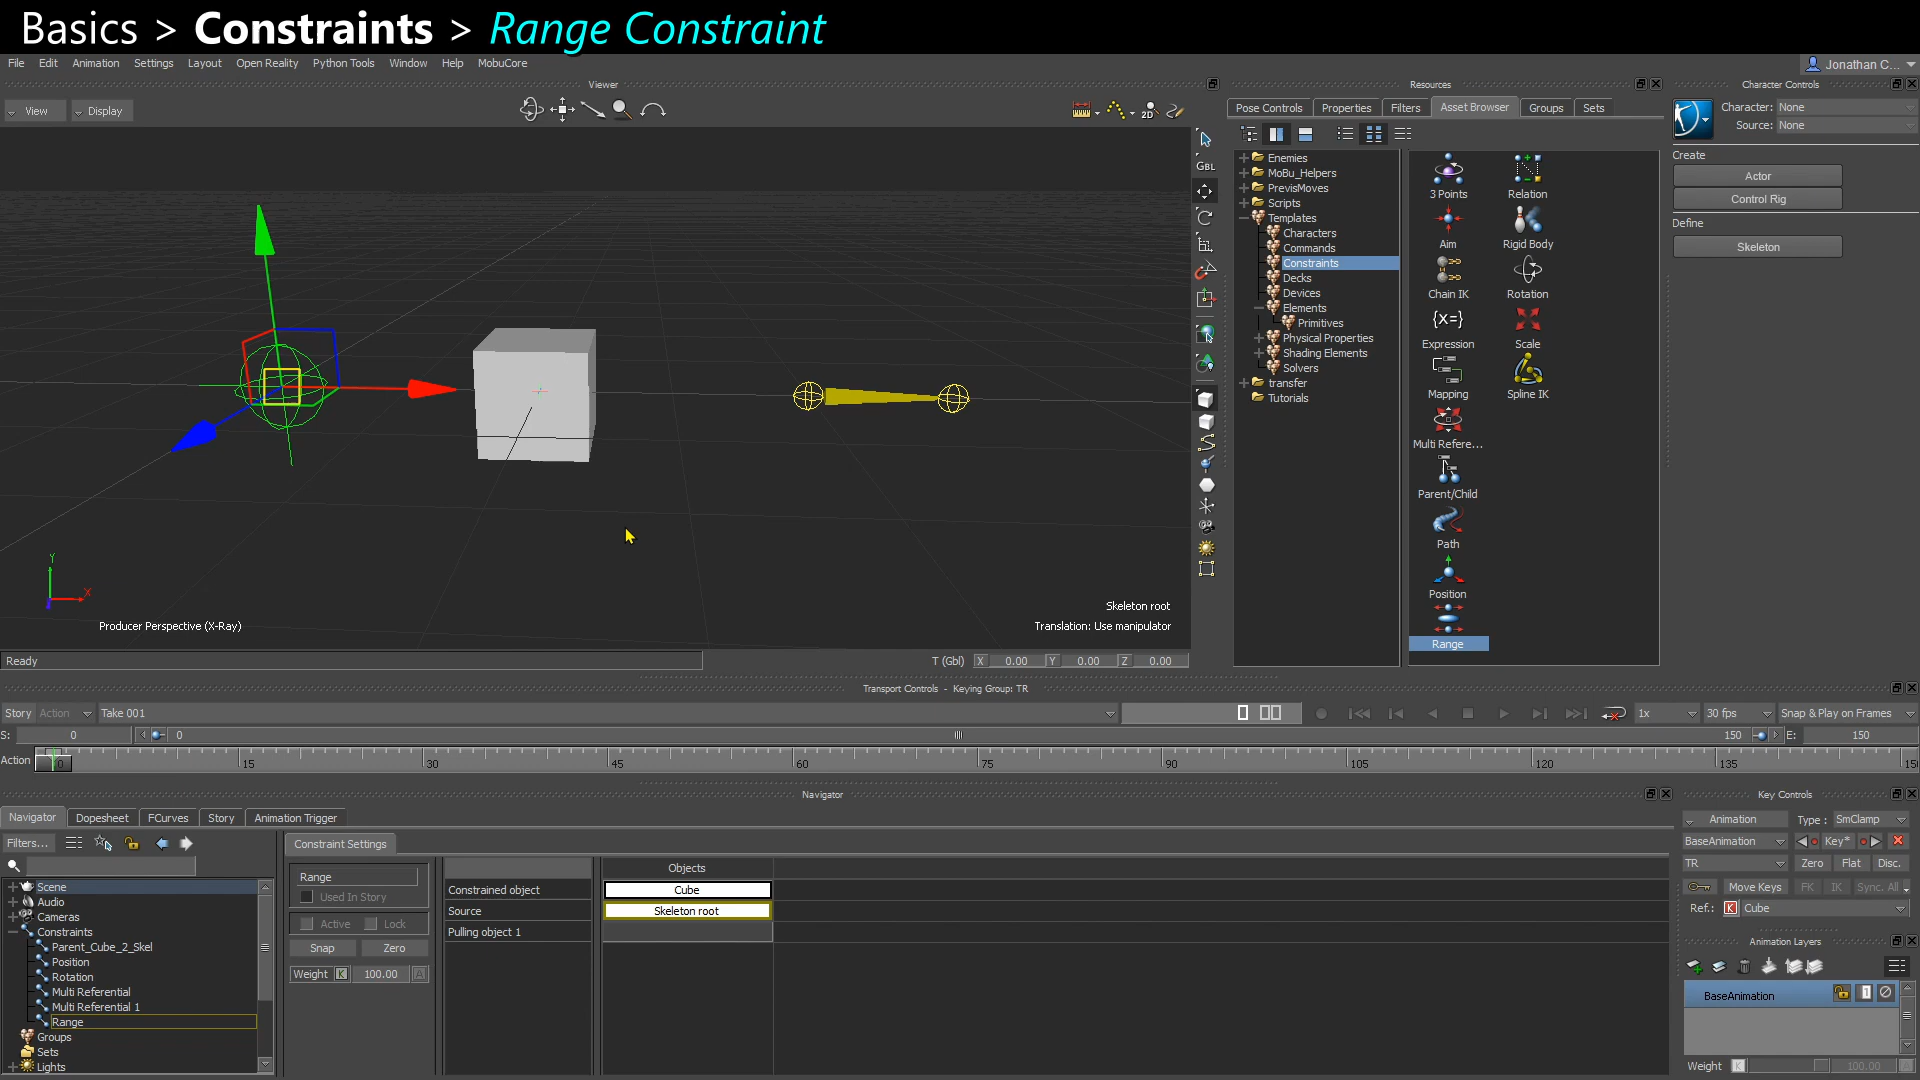 Basics > Constraints > Range Constraint
File Edit Animation Settings Layout Open Reality Python Tools Window Help MobuCore
Jonathan C...
Viewer
View Display
2D
GBL
Skeleton root
Producer Perspective (X-Ray)
Translation: Use manipulator
Y
X
Ready
T (Gbl) X 0.00 Y 0.00 Z 0.00
Resources
Pose Controls Properties Filters Asset Browser Groups Sets
Enemies
MoBu_Helpers
PrevisMoves
Scripts
Templates
Characters
Commands
Constraints
Decks
Devices
Elements
Primitives
Physical Properties
Shading Elements
Solvers
transfer
Tutorials
3 Points Relation
Aim Rigid Body
Chain IK Rotation
{x=}
Expression Scale
Mapping Spline IK
Multi Refere...
Parent/Child
Path
Position
Range
Character Controls
Character: None
Source: None
Create
Actor
Control Rig
Define
Skeleton
Transport Controls - Keying Group: TR
Story Action Take 001 1x 30 fps Snap & Play on Frames
S: 0 0 150 E: 150
Action 0 15 30 45 60 75 90 105 120 135 150
Navigator
Navigator Dopesheet FCurves Story Animation Trigger
Filters...
Scene
Audio
Cameras
Constraints
Parent_Cube_2_Skel
Position
Rotation
Multi Referential
Multi Referential 1
Range
Groups
Sets
Lights
Constraint Settings
Range
Used In Story
Active Lock
Snap Zero
Weight K 100.00 A
Objects
Constrained object Cube
Source Skeleton root
Pulling object 1
Key Controls
Animation Type : SmClamp
BaseAnimation Key*
TR Zero Flat Disc.
Move Keys FK IK Sync. All
Ref.: K Cube
Animation Layers
BaseAnimation 1
Weight K 100.00